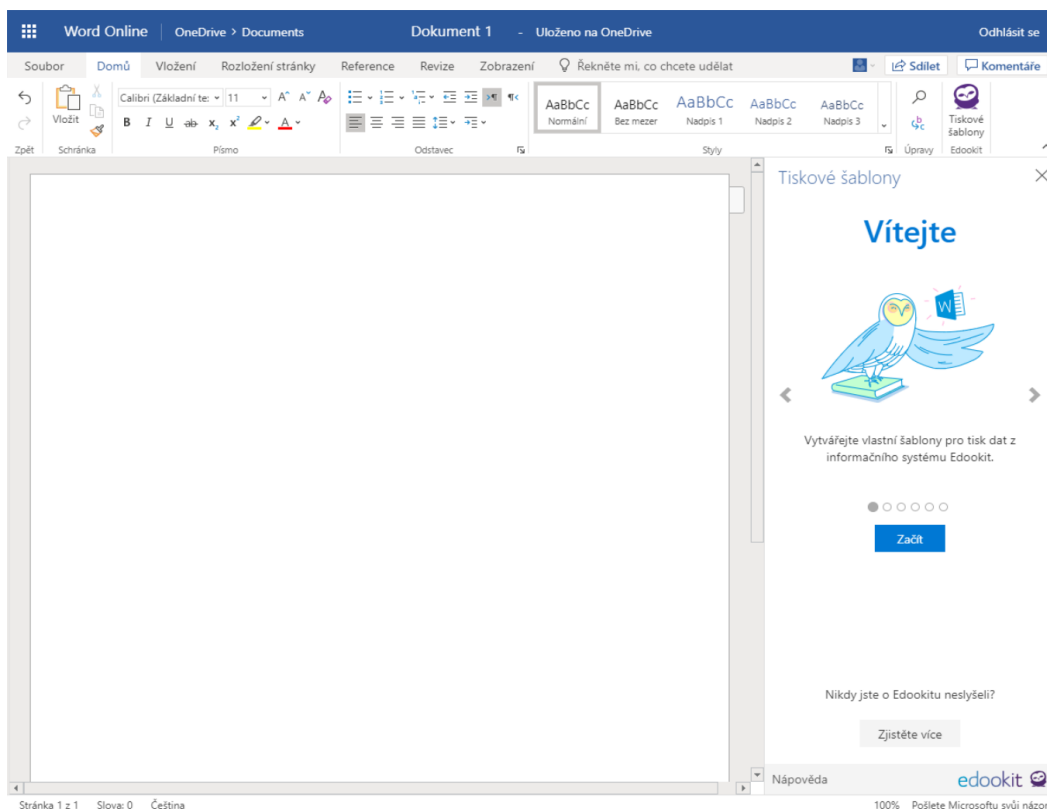 Word Online OneDrive > Documents Dokument 1 - Uloženo na OneDrive Odhlásit se
Soubor Domů Vložení Rozložení stránky Reference Revize Zobrazení Řekněte mi, co chcete udělat Sdílet Komentáře
Calibri (Základní te: 11 A^ Aˇ A
Vložit
B I U ab x₂ x² A
AaBbCc AaBbCc AaBbCc AaBbCc AaBbCc
Normální Bez mezer Nadpis 1 Nadpis 2 Nadpis 3
Tiskové
šablony
Zpět Schránka Písmo Odstavec Styly Úpravy Edookit
Tiskové šablony
Vítejte
W
Vytvářejte vlastní šablony pro tisk dat z
informačního systému Edookit.
Začít
Nikdy jste o Edookitu neslyšeli?
Zjistěte více
Nápověda edookit
Stránka 1 z 1 Slova: 0 Čeština 100% Pošlete Microsoftu svůj názor